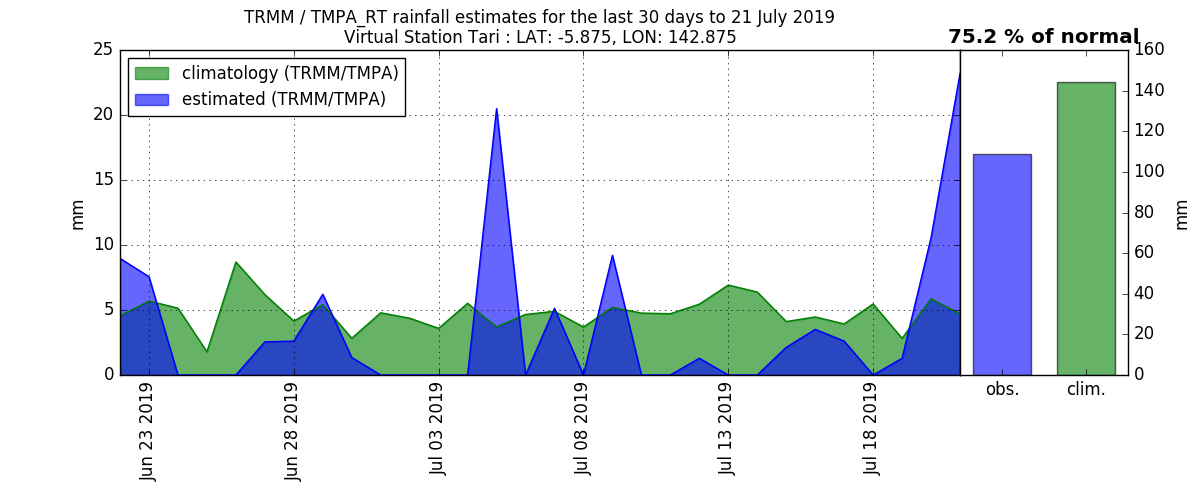 TRMM / TMPA_RT rainfall estimates for the last 30 days to 21 July 2019
Virtual Station Tari : LAT: -5.875, LON: 142.875
75.2 % of normal
climatology (TRMM/TMPA)
estimated (TRMM/TMPA)
25
20
15
10
5
0
mm
Jun 23 2019
Jun 28 2019
Jul 03 2019
Jul 08 2019
Jul 13 2019
Jul 18 2019
160
140
120
100
80
60
40
20
0
mm
obs.
clim.